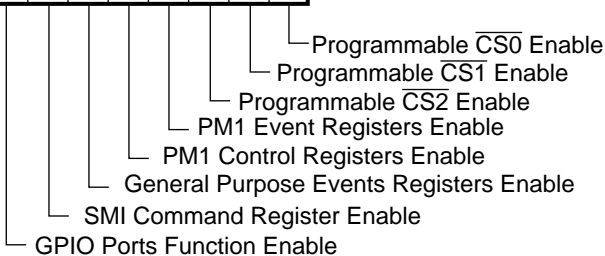 Programmable CS0 Enable
Programmable CS1 Enable
Programmable CS2 Enable
PM1 Event Registers Enable
PM1 Control Registers Enable
General Purpose Events Registers Enable
SMI Command Register Enable
GPIO Ports Function Enable